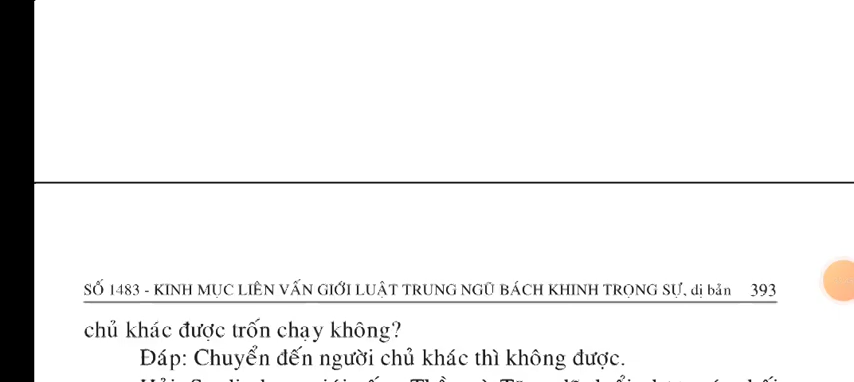 SỐ 1483 - KINH MỤC LIÊN VẤN GIỚI LUẬT TRUNG NGŨ BÁCH KHINH TRỌNG SỰ, dị bản 393
chủ khác được trốn chạy không?
Đáp: Chuyển đến người chủ khác thì không được.